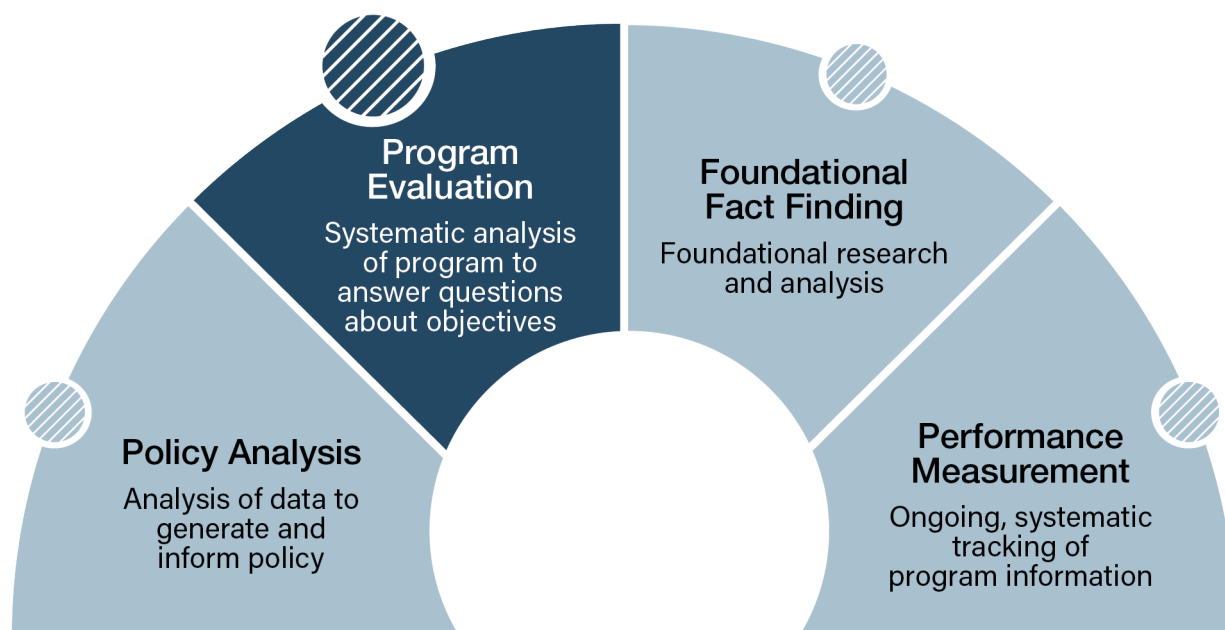 Program
Evaluation
Systematic analysis
of program to
answer questions
about objectives
Foundational
Fact Finding
Foundational research
and analysis
Policy Analysis
Analysis of data to
generate and
inform policy
Performance
Measurement
Ongoing, systematic
tracking of
program information